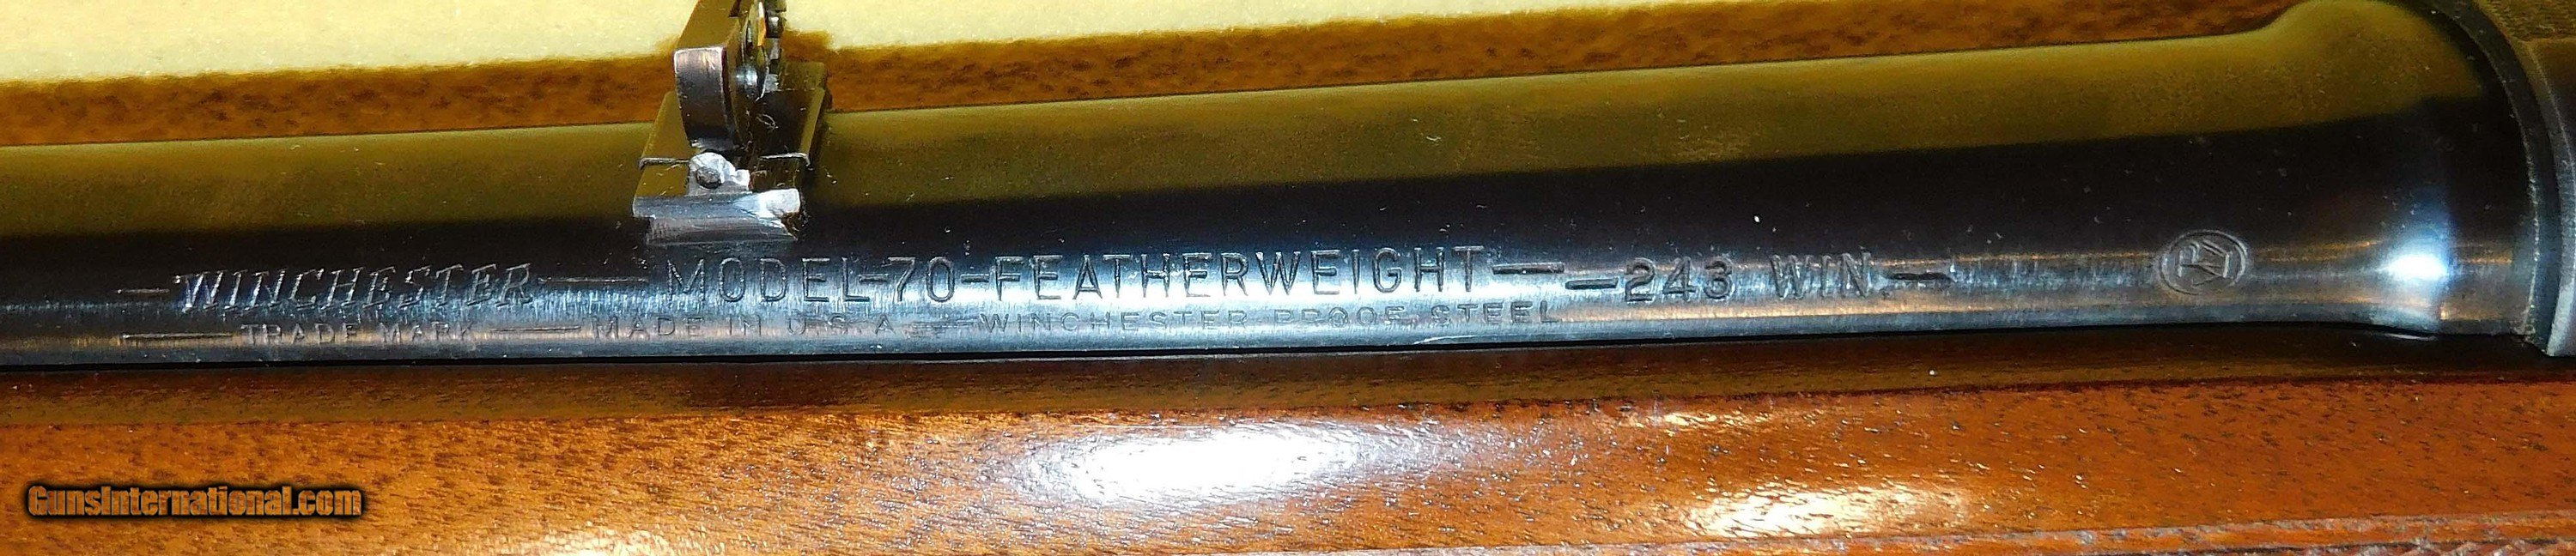 WINCHESTER — MODEL-70-FEATHERWEIGHT — — 243 WIN. —
TRADE MARK — MADE IN U.S.A. — WINCHESTER PROOF STEEL
GunsInternational.com